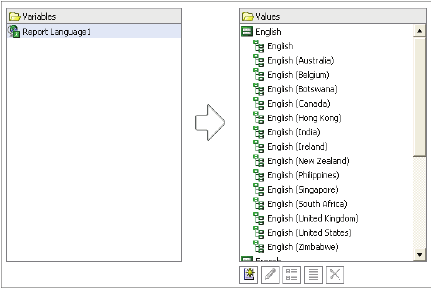 Variables
Report Language1
Values
English
English
English (Australia)
English (Belgium)
English (Botswana)
English (Canada)
English (Hong Kong)
English (India)
English (Ireland)
English (New Zealand)
English (Philippines)
English (Singapore)
English (South Africa)
English (United Kingdom)
English (United States)
English (Zimbabwe)